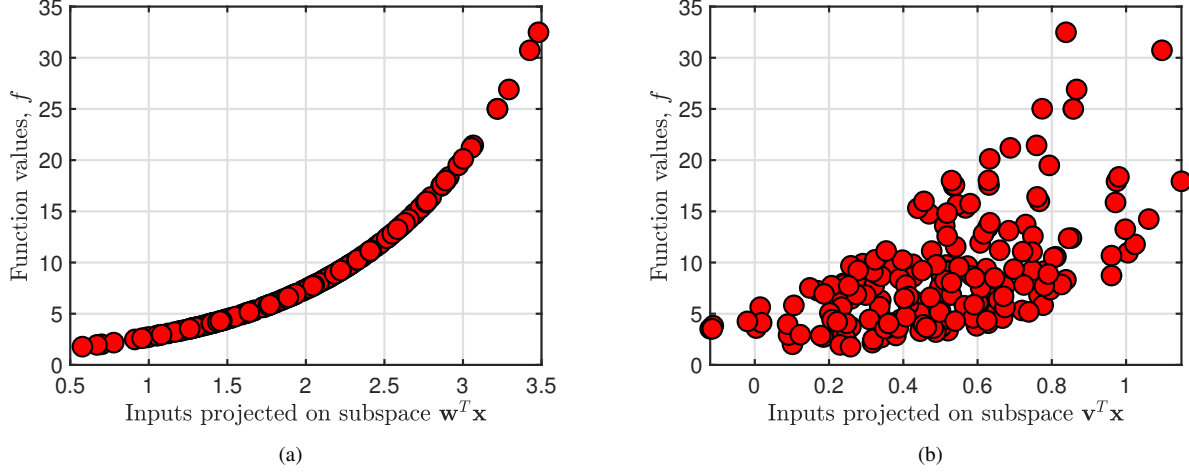 35
30
25
20
15
10
5
0
Function values, f
0.5 1 1.5 2 2.5 3 3.5
Inputs projected on subspace w^T x
(a)
35
30
25
20
15
10
5
0
Function values, f
0 0.2 0.4 0.6 0.8 1
Inputs projected on subspace v^T x
(b)